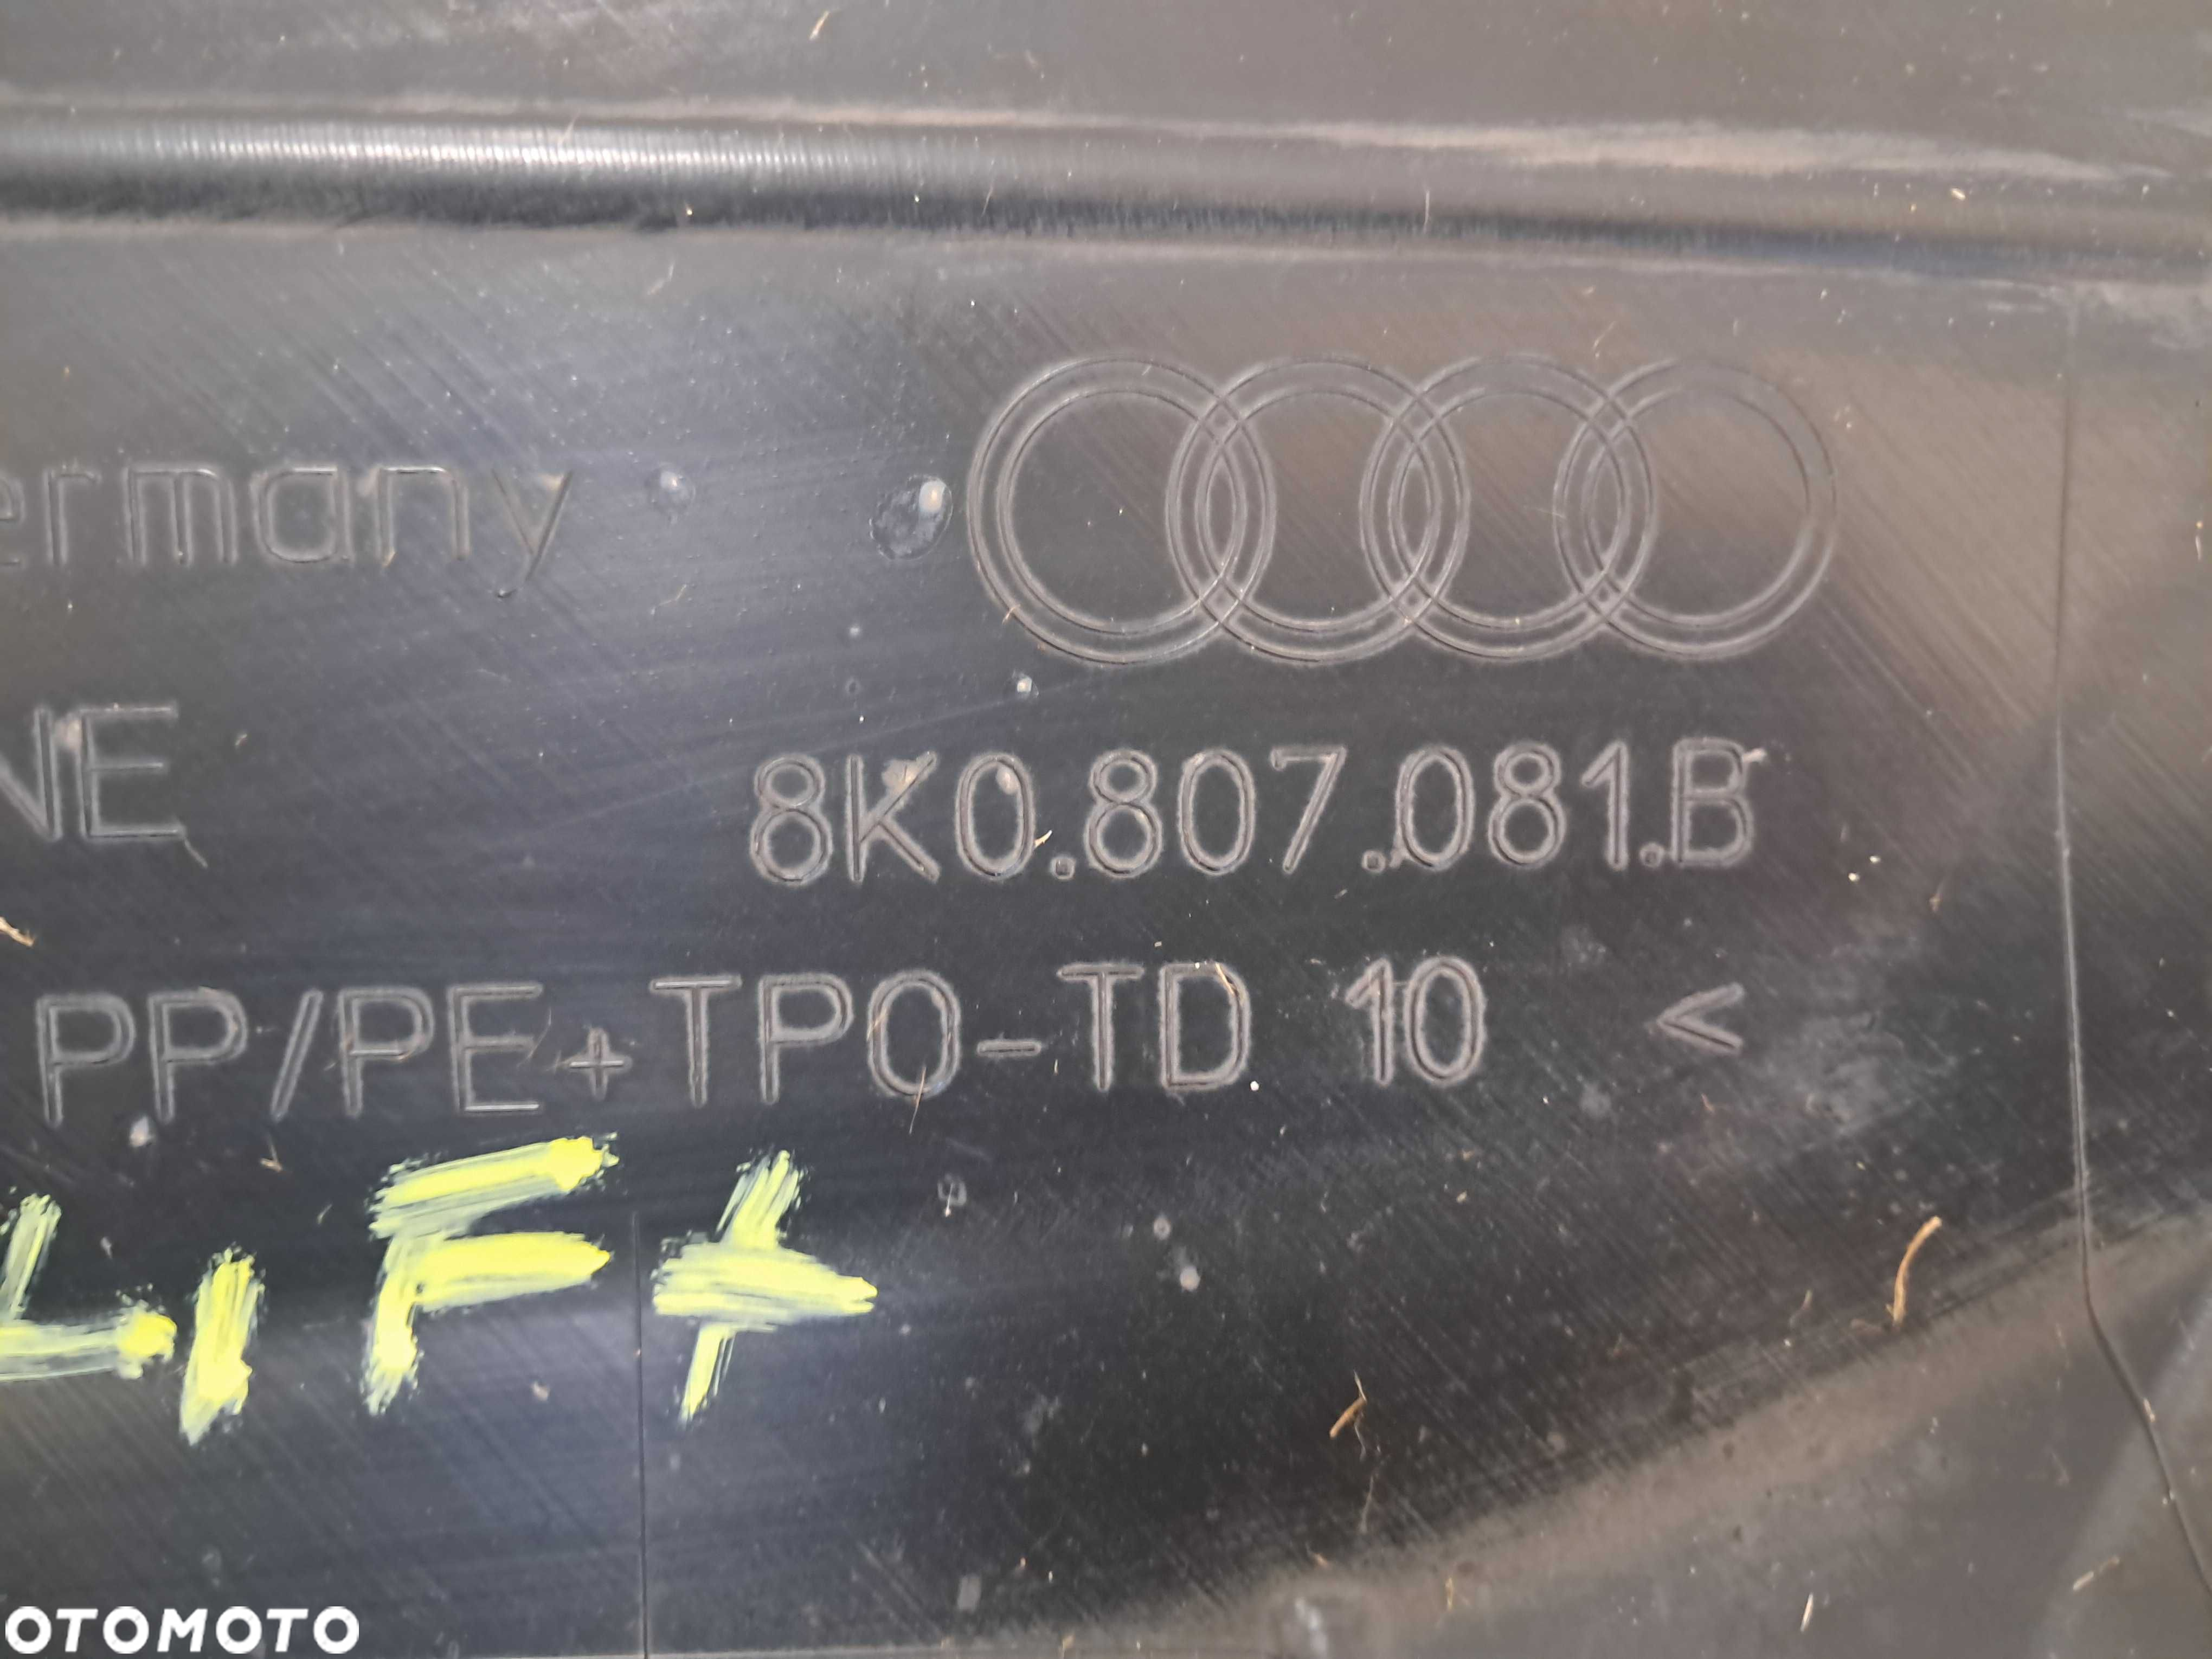 ermany
NE
8K0.807.081.B
PP/PE+TPO-TD 10 <
LiFt
OTOMOTO